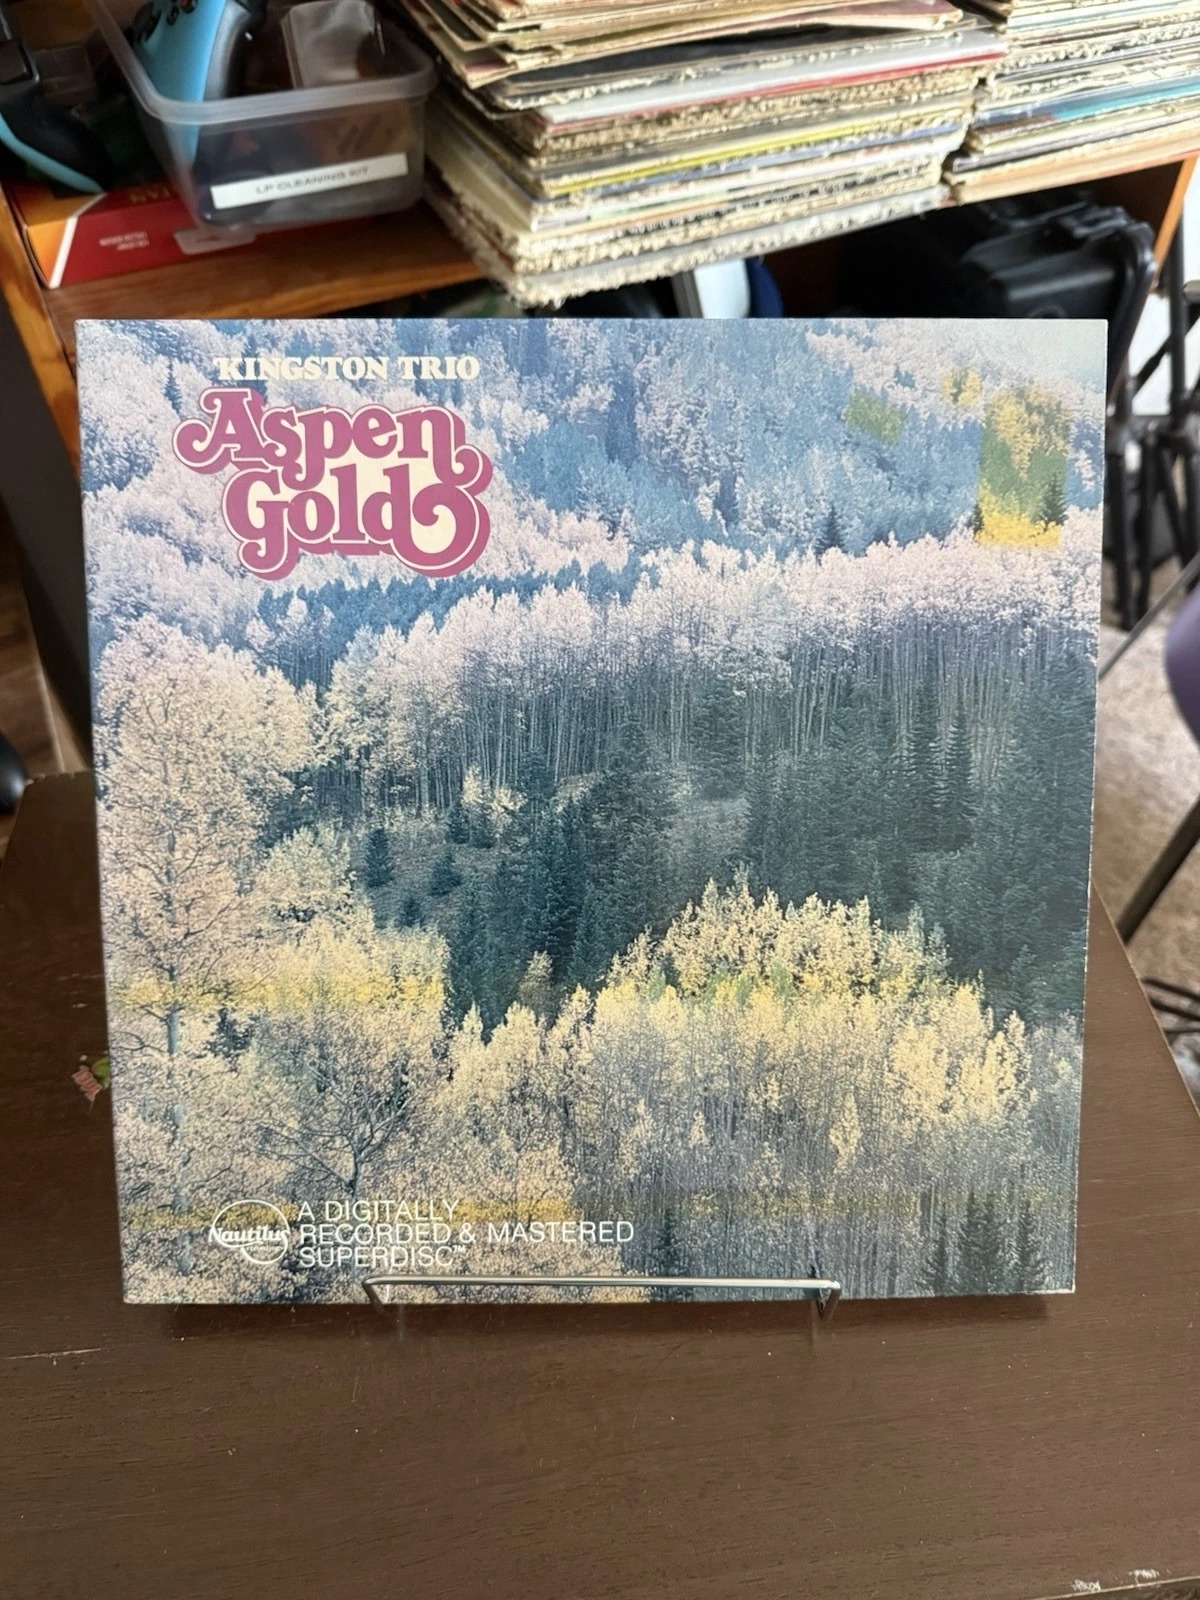 LP CLEANING KIT
KINGSTON TRIO
Aspen
Gold
Nautilus
A DIGITALLY
RECORDED & MASTERED
SUPERDISC™